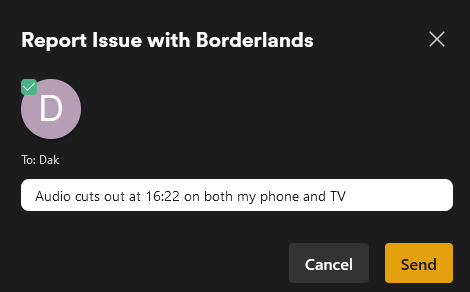 Report Issue with Borderlands
D
To: Dak
Audio cuts out at 16:22 on both my phone and TV
Cancel Send